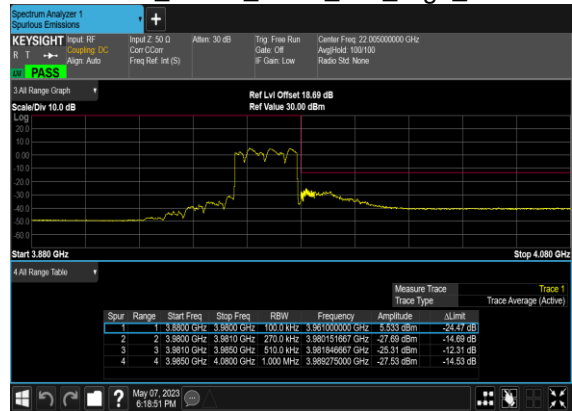 Spectrum Analyzer 1
Spurious Emissions
+
KEYSIGHT Input: RF Input Z: 50 Ω Atten: 30 dB Trig: Free Run Center Freq: 22.005000000 GHz
R T Coupling: DC Corr CCorr Gate: Off Avg|Hold: 100/100
Align: Auto Freq Ref: Int (S) IF Gain: Low Radio Std: None
PASS
3 All Range Graph
Ref Lvl Offset 18.69 dB
Scale/Div 10.0 dB Ref Value 30.00 dBm
Log
20.0
10.0
0.00
-10.0
-20.0
-30.0
-40.0
-50.0
-60.0
Start 3.880 GHz Stop 4.080 GHz
4 All Range Table
Measure Trace Trace 1
Trace Type Trace Average (Active)
Spur Range Start Freq Stop Freq RBW Frequency Amplitude ΔLimit
1 1 3.8800 GHz 3.9800 GHz 100.0 kHz 3.961000000 GHz 5.533 dBm -24.47 dB
2 2 3.9800 GHz 3.9810 GHz 270.0 kHz 3.980151667 GHz -27.69 dBm -14.69 dB
3 3 3.9810 GHz 3.9850 GHz 510.0 kHz 3.981846667 GHz -25.31 dBm -12.31 dB
4 4 3.9850 GHz 4.0800 GHz 1.000 MHz 3.989275000 GHz -27.53 dBm -14.53 dB
? May 07, 2023
6:18:51 PM